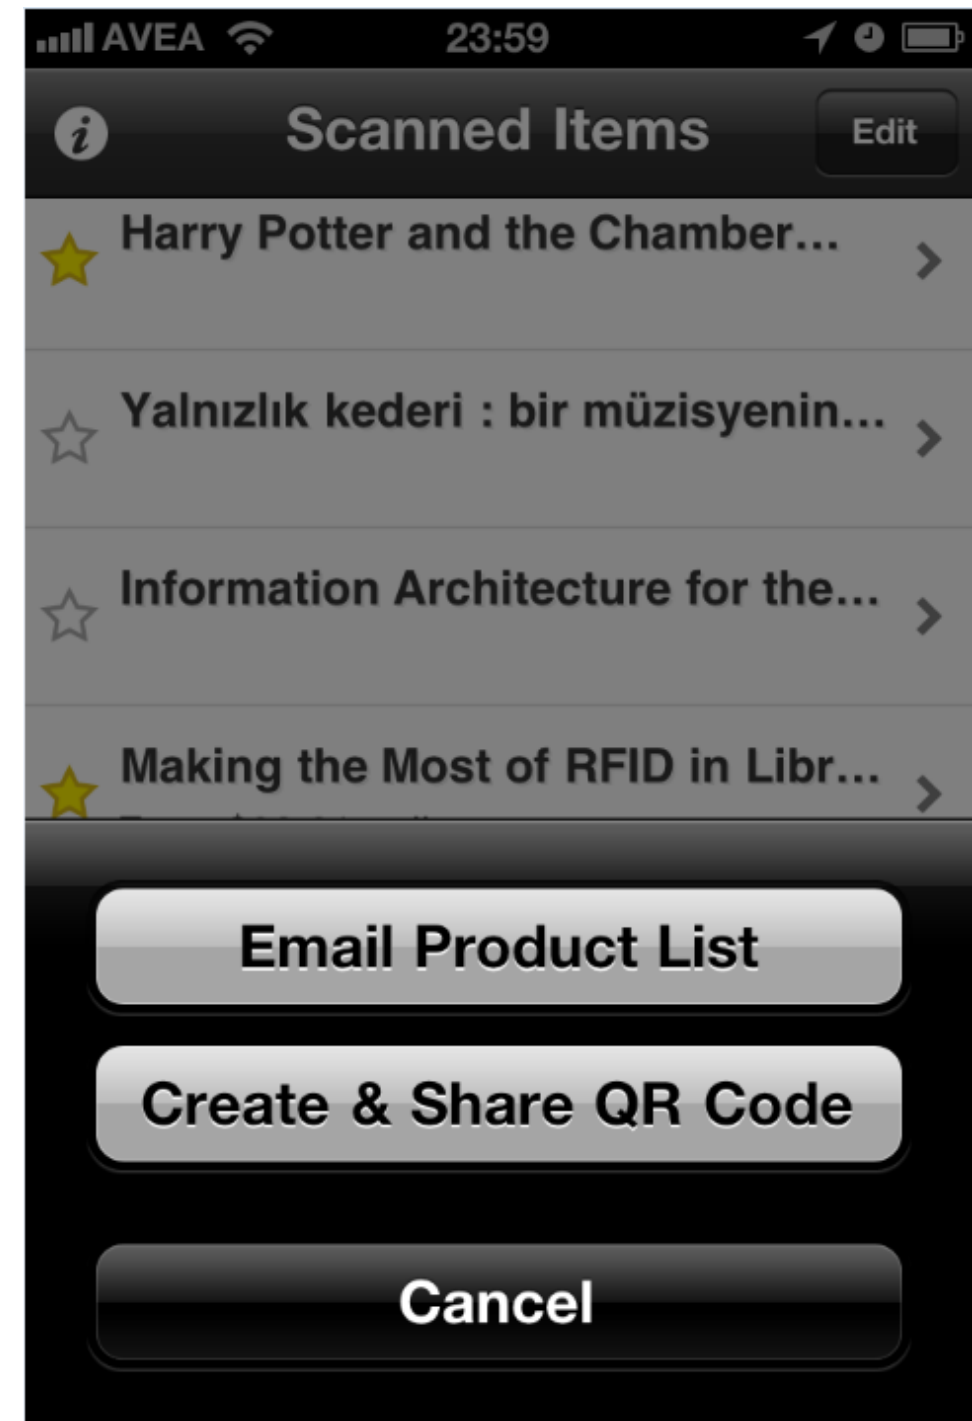 AVEA 23:59
Scanned Items Edit
Harry Potter and the Chamber...
Yalnızlık kederi : bir müzisyenin...
Information Architecture for the...
Making the Most of RFID in Libr...
Email Product List
Create & Share QR Code
Cancel